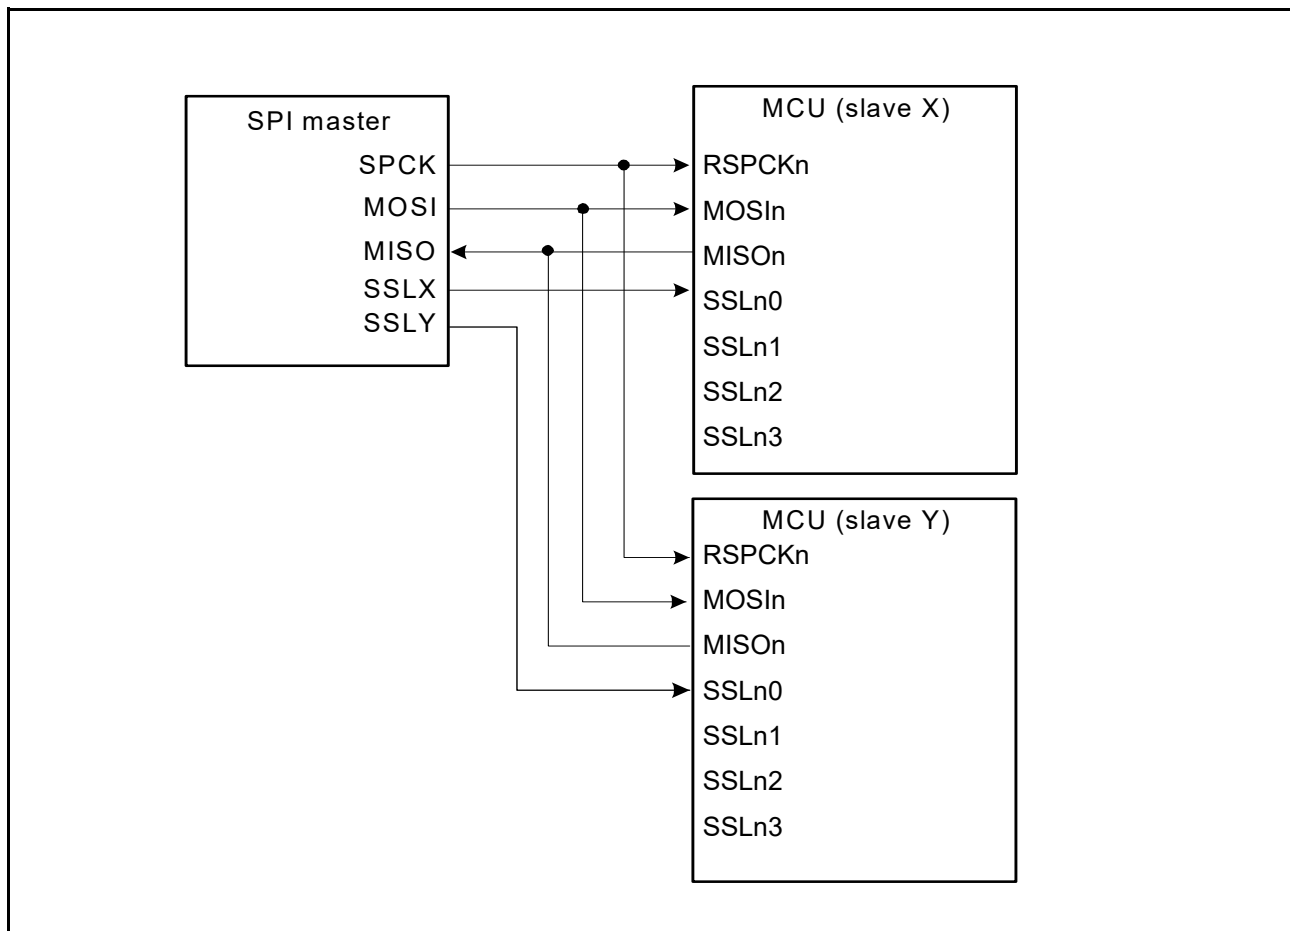 SPI master
SPCK
MOSI
MISO
SSLX
SSLY
MCU (slave X)
RSPCKn
MOSIn
MISOn
SSLn0
SSLn1
SSLn2
SSLn3
MCU (slave Y)
RSPCKn
MOSIn
MISOn
SSLn0
SSLn1
SSLn2
SSLn3